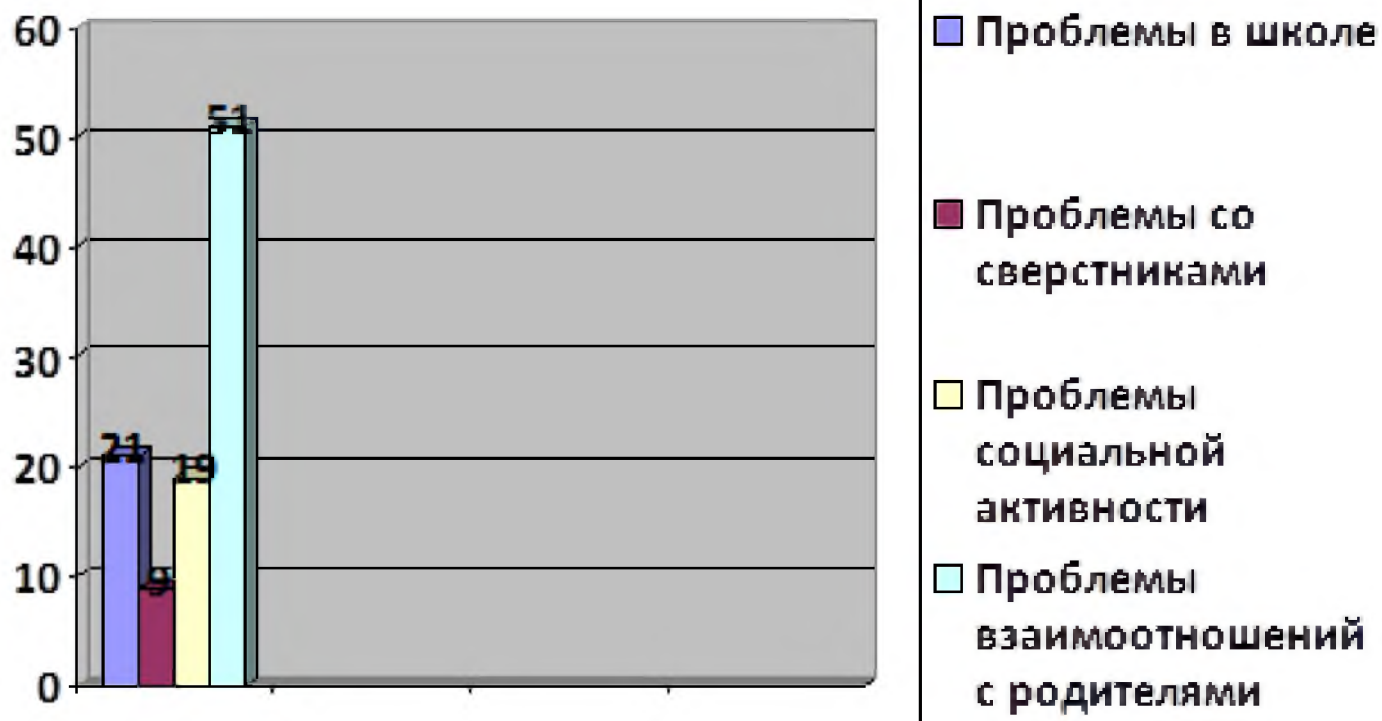 60
50
40
30
20
10
0
21
9
19
51
Проблемы в школе
Проблемы со
сверстниками
Проблемы
социальной
активности
Проблемы
взаимоотношений
с родителями